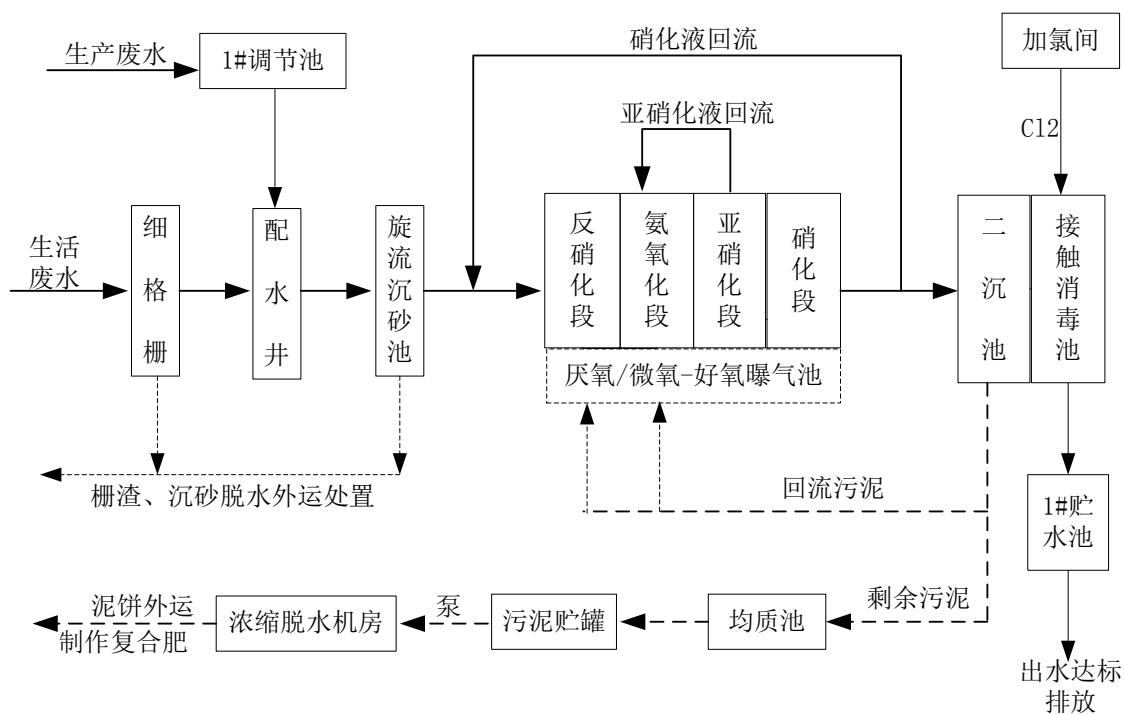 生产废水
1#调节池
硝化液回流
加氯间
亚硝化液回流
Cl2
生活
废水
细格栅
配水井
旋流沉砂池
反硝化段
氨氧化段
亚硝化段
硝化段
二沉池
接触消毒池
厌氧/微氧-好氧曝气池
栅渣、沉砂脱水外运处置
回流污泥
1#贮
水池
泥饼外运
制作复合肥
浓缩脱水机房
泵
污泥贮罐
均质池
剩余污泥
出水达标
排放